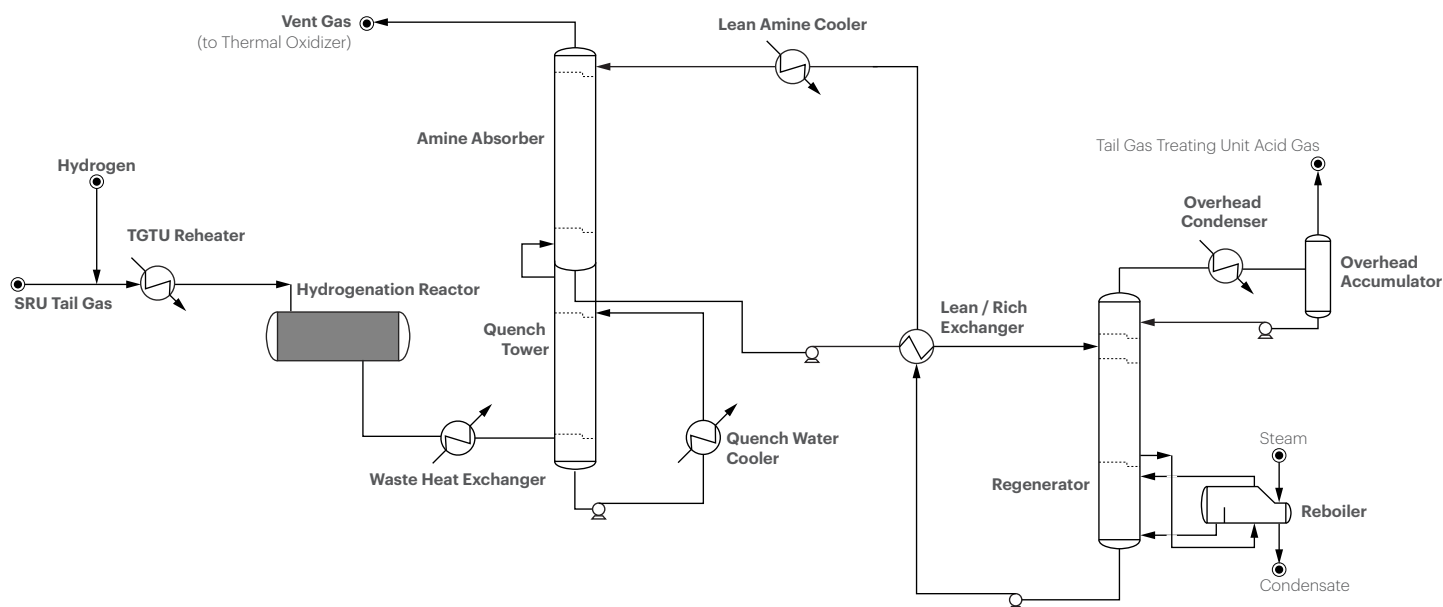 Vent Gas
(to Thermal Oxidizer)
Lean Amine Cooler
Amine Absorber
Tail Gas Treating Unit Acid Gas
Hydrogen
Overhead
Condenser
TGTU Reheater
Overhead
Accumulator
SRU Tail Gas
Hydrogenation Reactor
Lean / Rich
Exchanger
Quench
Tower
Quench Water
Cooler
Steam
Waste Heat Exchanger
Regenerator
Reboiler
Condensate